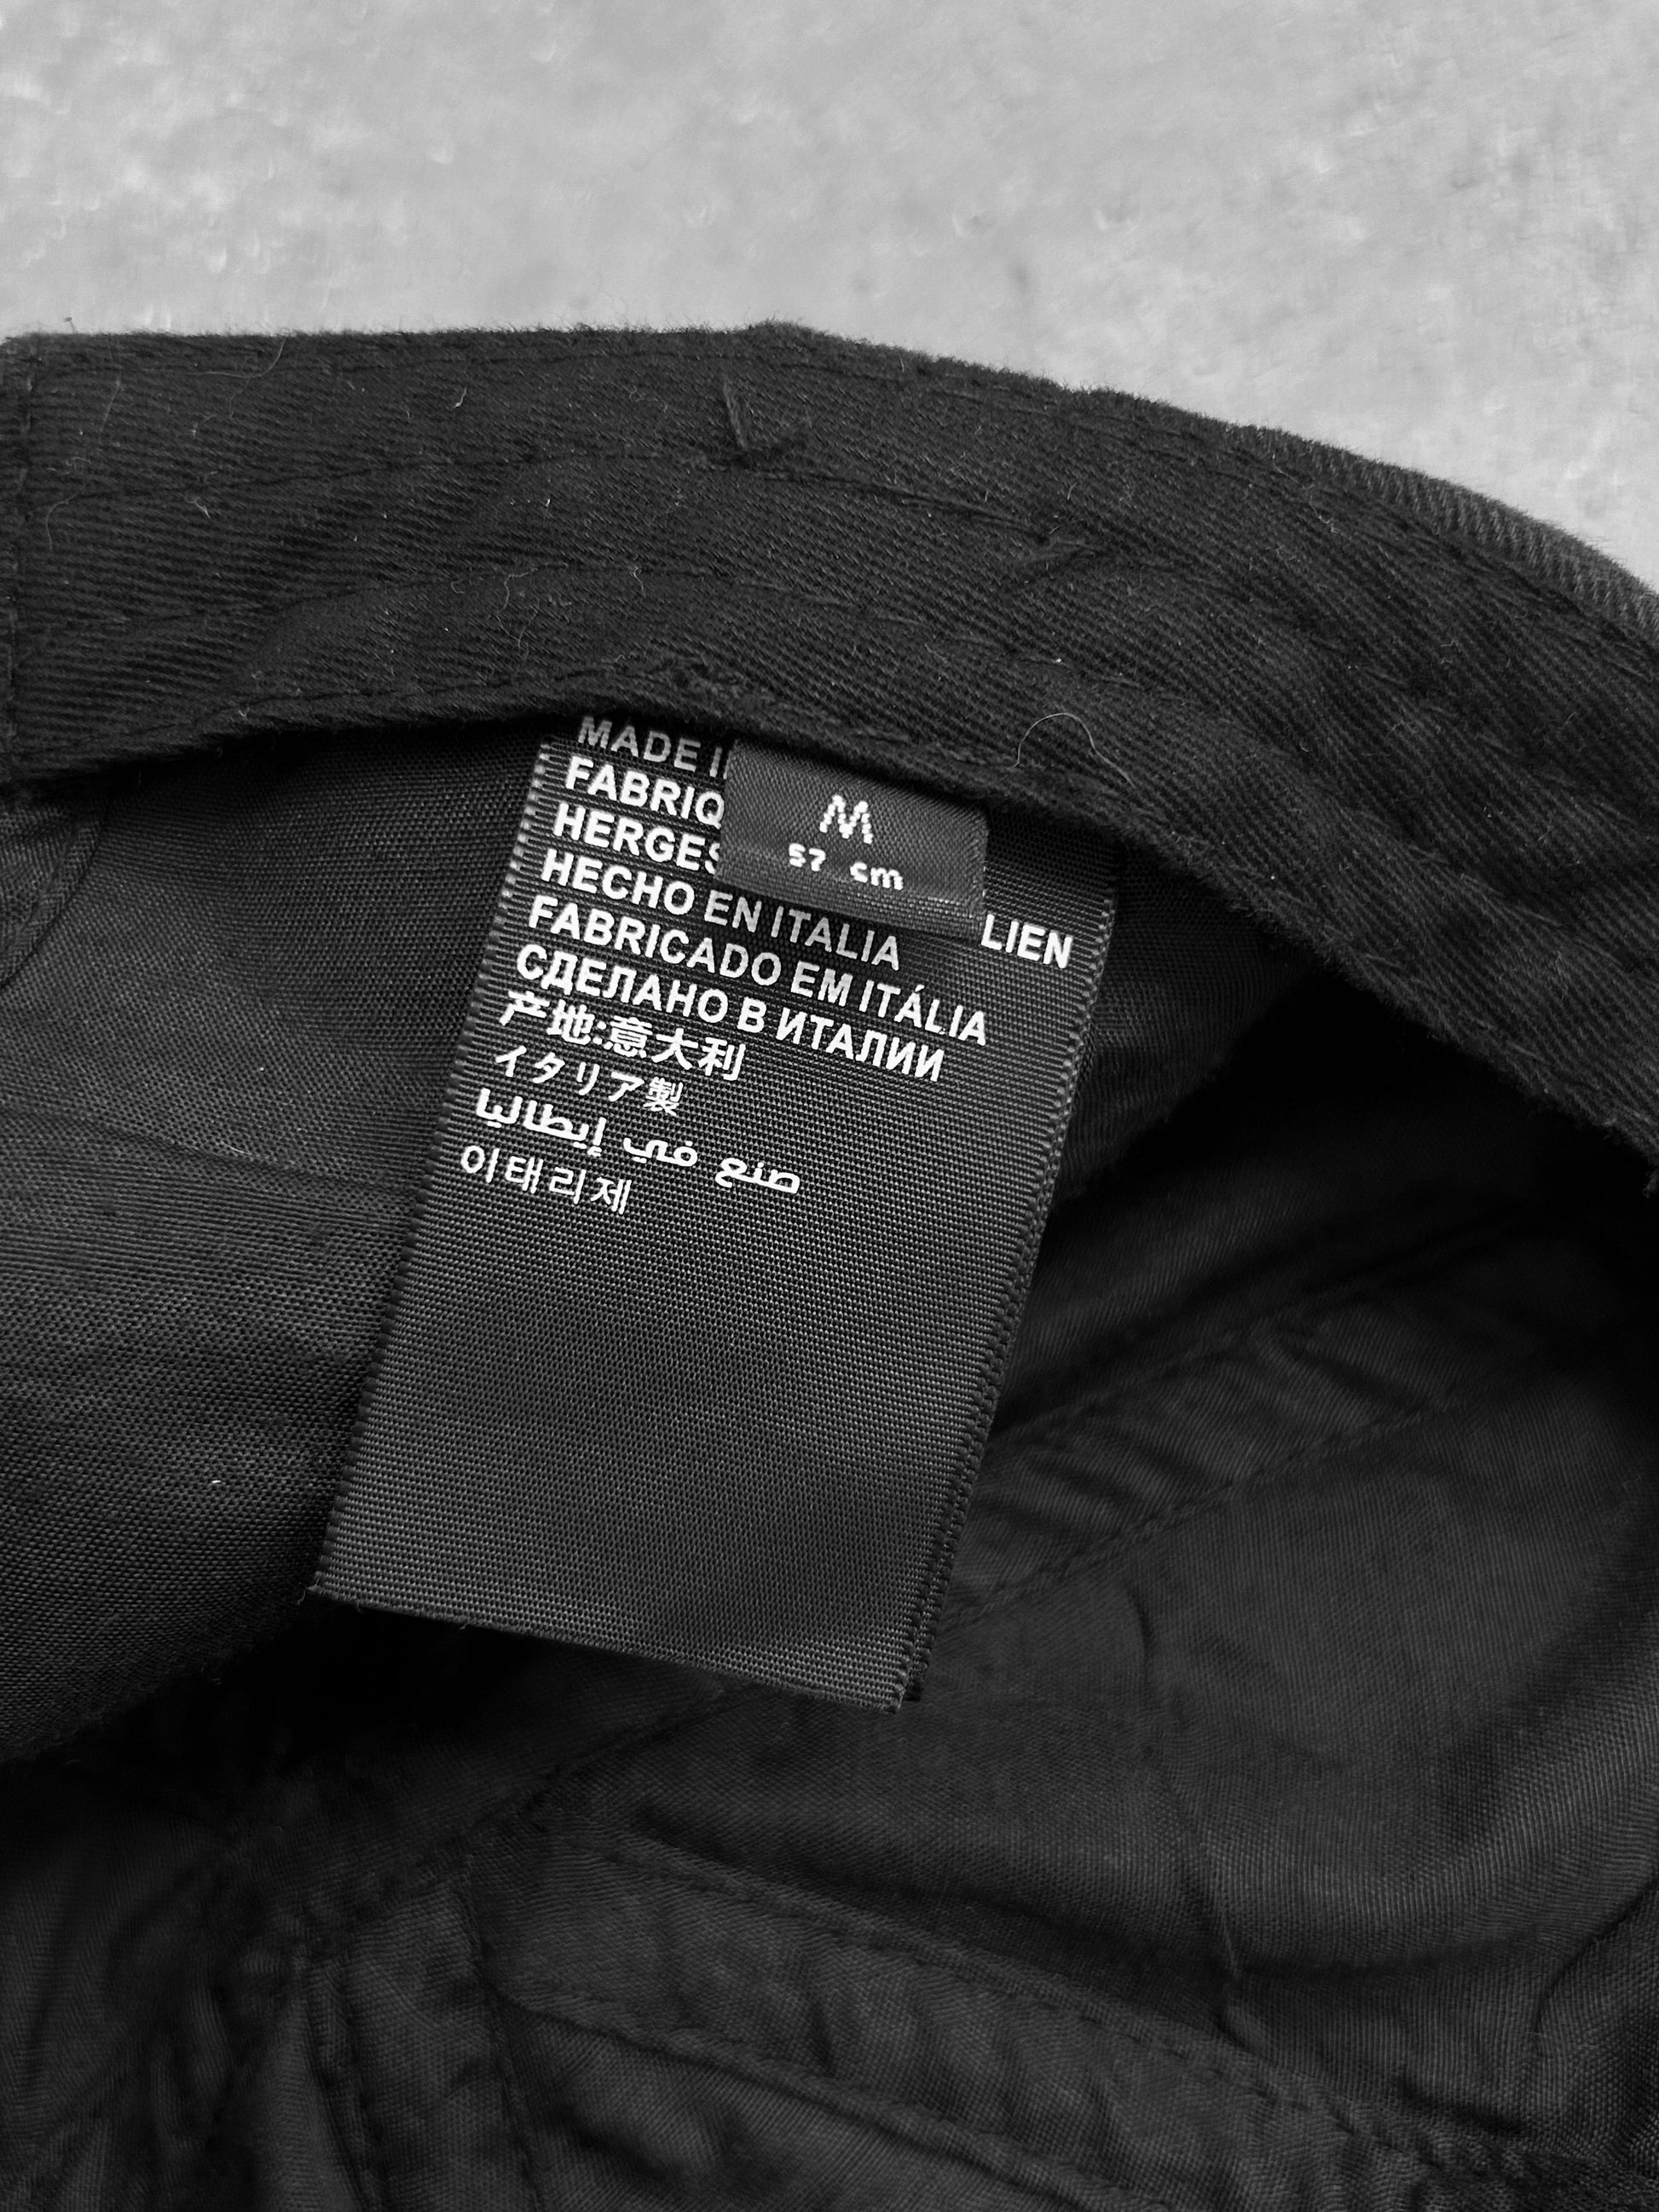 MADE I
FABRIQ
HERGES LIEN
M
57 cm
HECHO EN ITALIA
FABRICADO EM ITÁLIA
СДЕЛАНО В ИТАЛИИ
产地:意大利
イタリア製
صنع في إيطاليا
이태리제